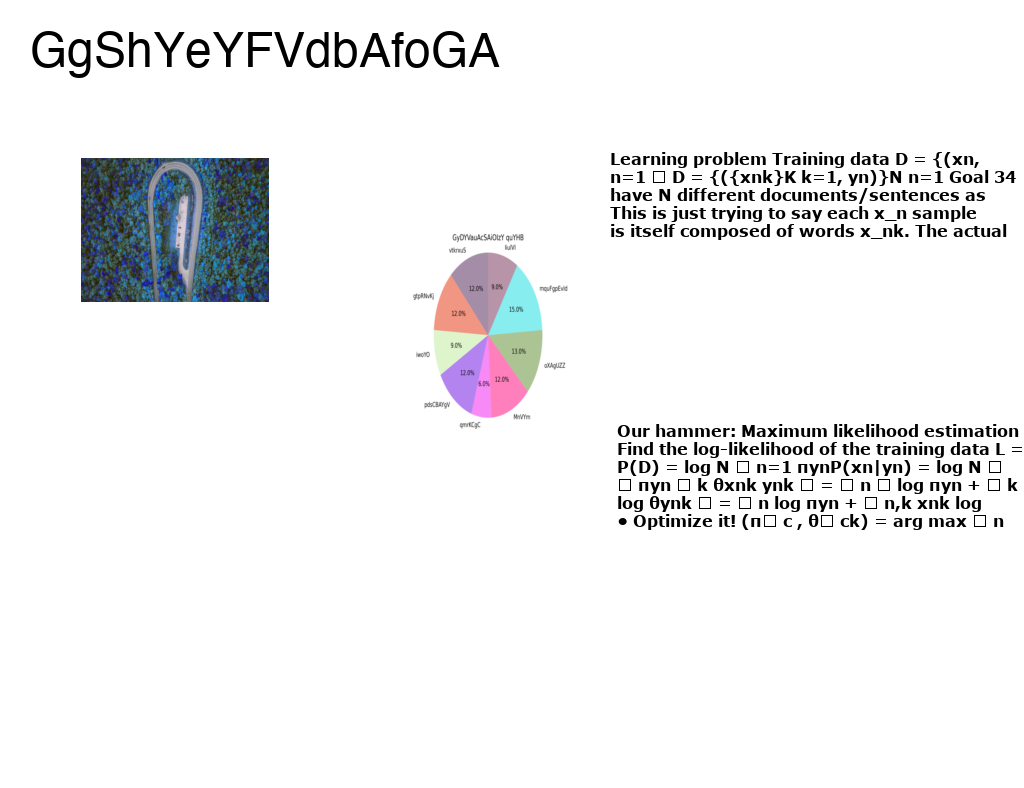 GgShYeYFVdbAfoGA
Learning problem Training data D = {(xn,
n=1 □ D = {({xnk}K k=1, yn)}N n=1 Goal 34
have N different documents/sentences as
This is just trying to say each x_n sample
is itself composed of words x_nk. The actual
GyDYVauAcSAiOlzY quYHB
vtkrxuS
12.0%
9.0%
gtpRNvKj
mquFgpEvId
12.0%
15.0%
iwoYO
9.0%
13.0%
oXAgUZZ
12.0%
6.0%
12.0%
pdsCBAYgV
qmrKCgC
MnVYm
Our hammer: Maximum likelihood estimation
Find the log-likelihood of the training data L =
P(D) = log N □ n=1 πynP(xn|yn) = log N □
□ πyn □ k θxnk ynk □ = □ n □ log πyn + □ k
log θynk □ = □ n log πyn + □ n,k xnk log
• Optimize it! (π□ c , θ□ ck) = arg max □ n